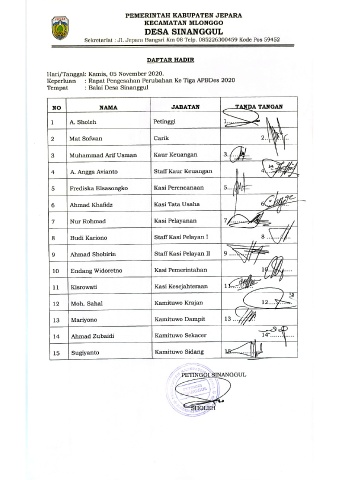 PEMERINTAH KABUPATEN JEPARA
KECAMATAN MLONGGO
DESA SINANGGUL
Sekretariat : Jl. Jepara Bangsri Km 08 Telp. 085226300459 Kode Pos 59452
DAFTAR HADIR
Hari/Tanggal: Kamis, 05 November 2020.
Keperluan : Rapat Pengesahan Perubahan Ke Tiga APBDes 2020
Tempat : Balai Desa Sinanggul
NO NAMA JABATAN TANDA TANGAN
1 A. Sholeh Petinggi 1
2 Mat Sofwan Carik 2
3 Muhammad Arif Usman Kaur Keuangan 3
4 A. Angga Avianto Staff Kaur Keuangan 4
5 Frediska Bisasongko Kasi Perencanaan 5
6 Ahmad Khafidz Kasi Tata Usaha 6
7 Nur Rohmad Kasi Pelayanan 7
8 Budi Kariono Staff Kasi Pelayan I 8
9 Ahmad Shobirin Staff Kasi Pelayan II 9
10 Endang Widoretno Kasi Pemerintahan 10
11 Kisrowati Kasi Kesejahteraan 11
12 Moh. Sahal Kamituwo Krajan 12
13 Mariyono Kamituwo Dampit 13
14 Ahmad Zubaidi Kamituwo Sekacer 14
15 Sugiyanto Kamituwo Sidang 15
PETINGGI SINANGGUL
SHOLEH